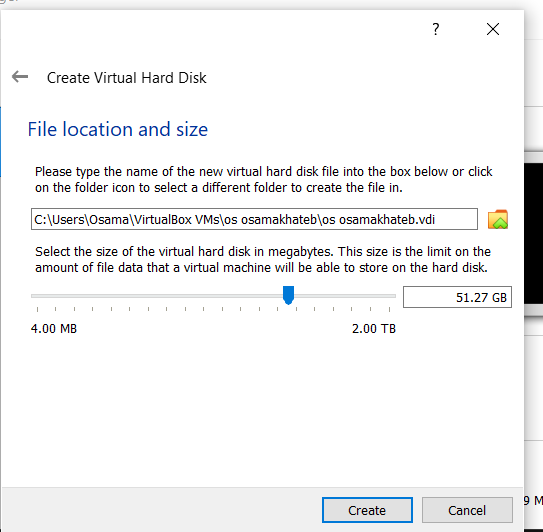 ?
Create Virtual Hard Disk
File location and size
Please type the name of the new virtual hard disk file into the box below or click
on the folder icon to select a different folder to create the file in.
C:\Users\Osama\VirtualBox VMs\os osamakhateb\os osamakhateb.vdi
Select the size of the virtual hard disk in megabytes. This size is the limit on the
amount of file data that a virtual machine will be able to store on the hard disk.
51.27 GB
4.00 MB 2.00 TB
Create Cancel